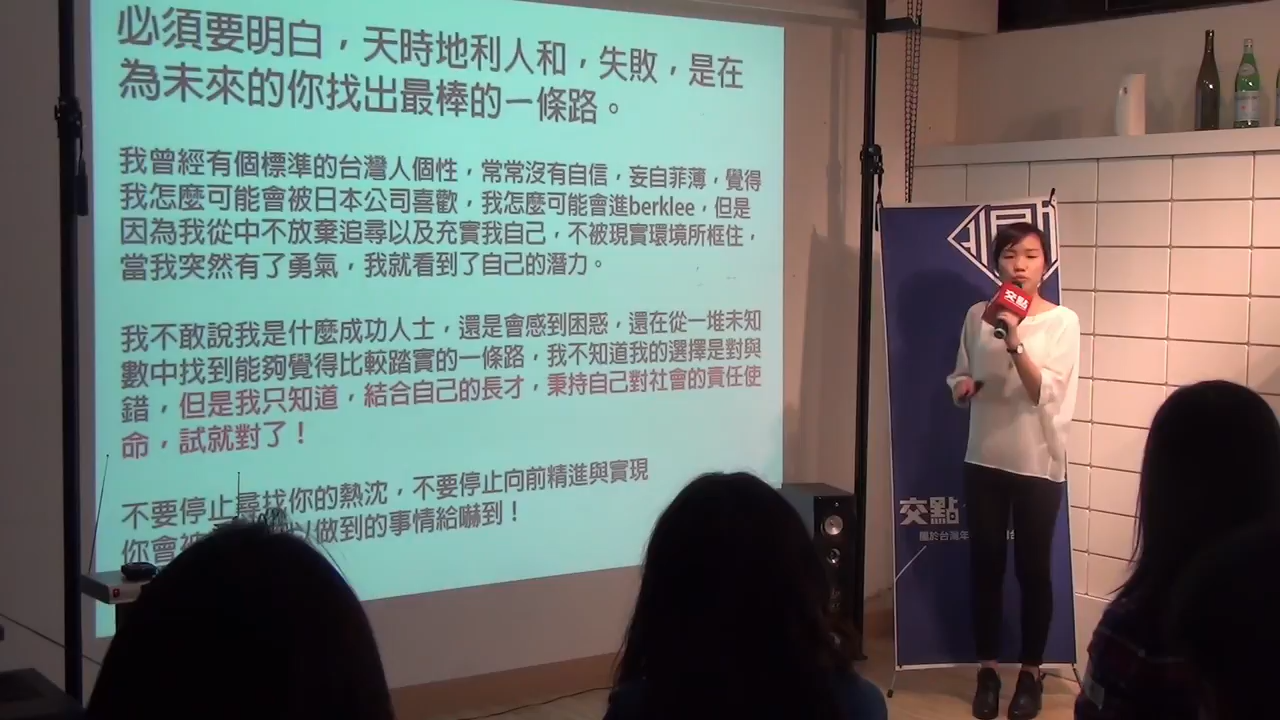 必須要明白，天時地利人和，失敗，是在
為未來的你找出最棒的一條路。
我曾經有個標準的台灣人個性，常常沒有自信，妄自菲薄，覺得
我怎麼可能會被日本公司喜歡，我怎麼可能會進berklee，但是
因為我從中不放棄追尋以及充實我自己，不被現實環境所框住，
當我突然有了勇氣，我就看到了自己的潛力。
我不敢說我是什麼成功人士，還是會感到困惑，還在從一堆未知
數中找到能夠覺得比較踏實的一條路，我不知道我的選擇是對與
錯，但是我只知道，結合自己的長才，秉持自己對社會的責任使
命，試就對了！
不要停止尋找你的熱沈，不要停止向前精進與實現
你會被 以做到的事情給嚇到！
交點
交點
關於台灣年